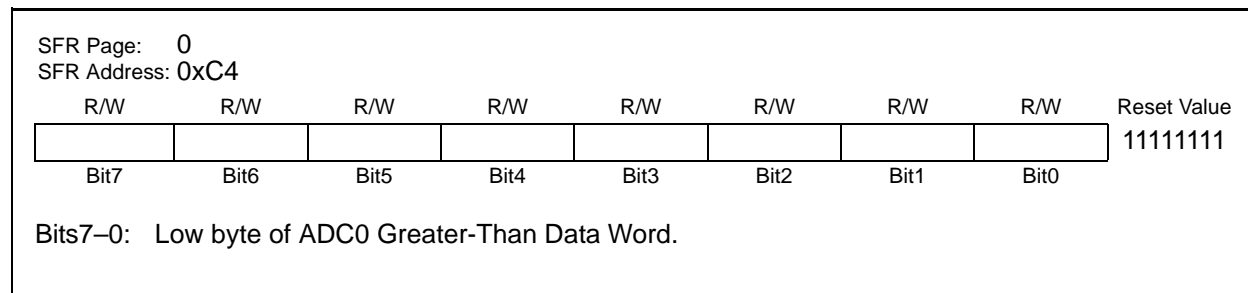 SFR Page: 0
SFR Address: 0xC4
R/W R/W R/W R/W R/W R/W R/W R/W Reset Value
11111111
Bit7 Bit6 Bit5 Bit4 Bit3 Bit2 Bit1 Bit0
Bits7–0: Low byte of ADC0 Greater-Than Data Word.